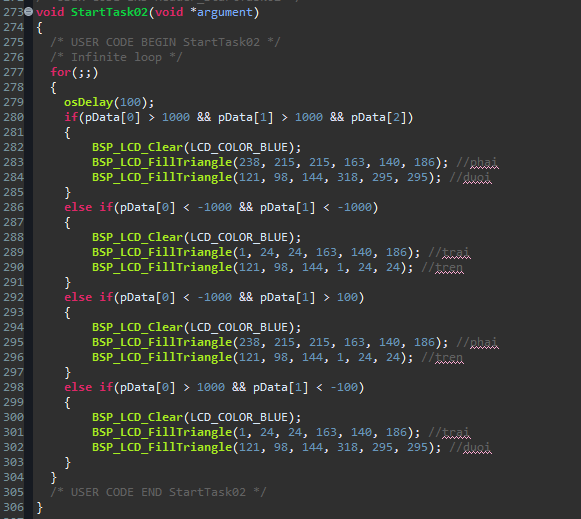 273 void StartTask02(void *argument)
274 {
275 /* USER CODE BEGIN StartTask02 */
276 /* Infinite loop */
277 for(;;)
278 {
279 osDelay(100);
280 if(pData[0] > 1000 && pData[1] > 1000 && pData[2])
281 {
282 BSP_LCD_Clear(LCD_COLOR_BLUE);
283 BSP_LCD_FillTriangle(238, 215, 215, 163, 140, 186); //phai
284 BSP_LCD_FillTriangle(121, 98, 144, 318, 295, 295); //duoi
285 }
286 else if(pData[0] < -1000 && pData[1] < -1000)
287 {
288 BSP_LCD_Clear(LCD_COLOR_BLUE);
289 BSP_LCD_FillTriangle(1, 24, 24, 163, 140, 186); //trai
290 BSP_LCD_FillTriangle(121, 98, 144, 1, 24, 24); //tren
291 }
292 else if(pData[0] < -1000 && pData[1] > 100)
293 {
294 BSP_LCD_Clear(LCD_COLOR_BLUE);
295 BSP_LCD_FillTriangle(238, 215, 215, 163, 140, 186); //phai
296 BSP_LCD_FillTriangle(121, 98, 144, 1, 24, 24); //tren
297 }
298 else if(pData[0] > 1000 && pData[1] < -100)
299 {
300 BSP_LCD_Clear(LCD_COLOR_BLUE);
301 BSP_LCD_FillTriangle(1, 24, 24, 163, 140, 186); //trai
302 BSP_LCD_FillTriangle(121, 98, 144, 318, 295, 295); //duoi
303 }
304 }
305 /* USER CODE END StartTask02 */
306 }